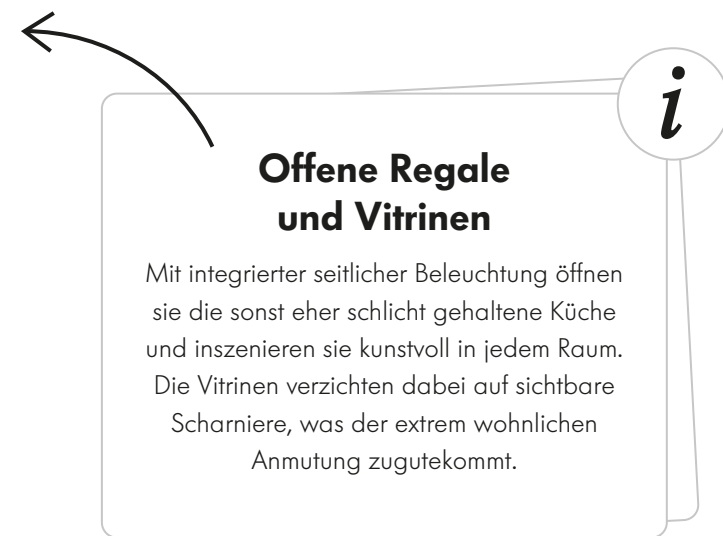 i
Offene Regale
und Vitrinen
Mit integrierter seitlicher Beleuchtung öffnen
sie die sonst eher schlicht gehaltene Küche
und inszenieren sie kunstvoll in jedem Raum.
Die Vitrinen verzichten dabei auf sichtbare
Scharniere, was der extrem wohnlichen
Anmutung zugutekommt.